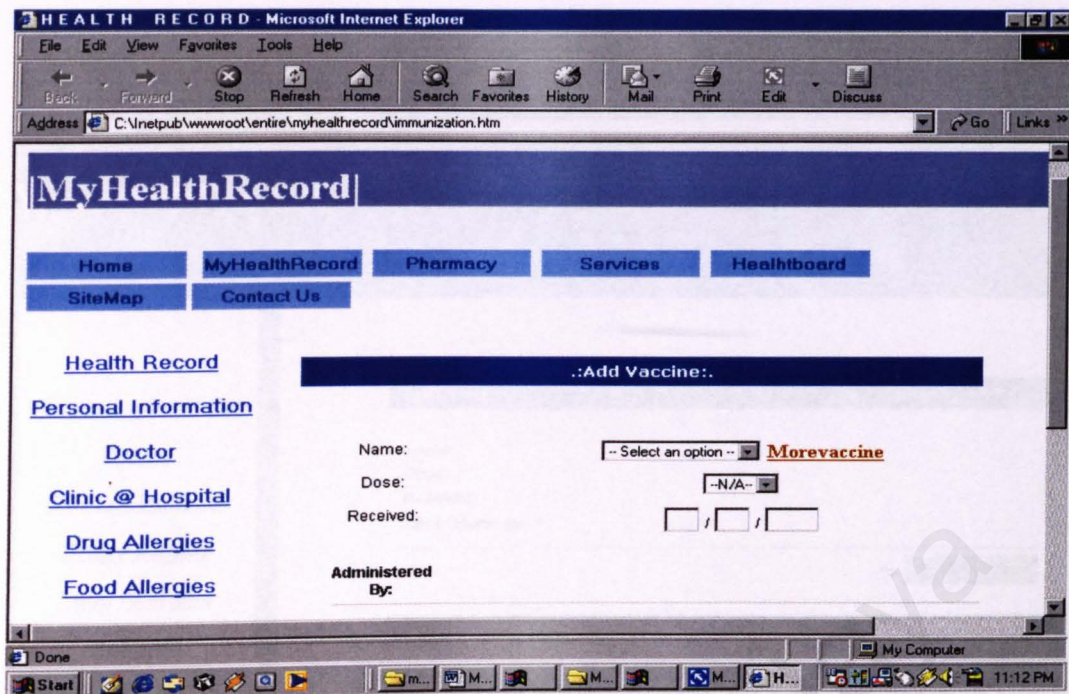 H E A L T H   R E C O R D - Microsoft Internet Explorer
File Edit View Favorites Tools Help
Back Forward Stop Refresh Home Search Favorites History Mail Print Edit Discuss
Address C:\Inetpub\wwwroot\entire\myhealthrecord\immunization.htm Go Links »
|MyHealthRecord|
Home MyHealthRecord Pharmacy Services Healhtboard
SiteMap Contact Us
Health Record
.:Add Vaccine:.
Personal Information
Name: -- Select an option -- Morevaccine
Doctor
Dose: --N/A--
Clinic @ Hospital
Received: / /
Drug Allergies
Administered
By:
Food Allergies
Done My Computer
Start m... M... M... M... H... 11:12 PM